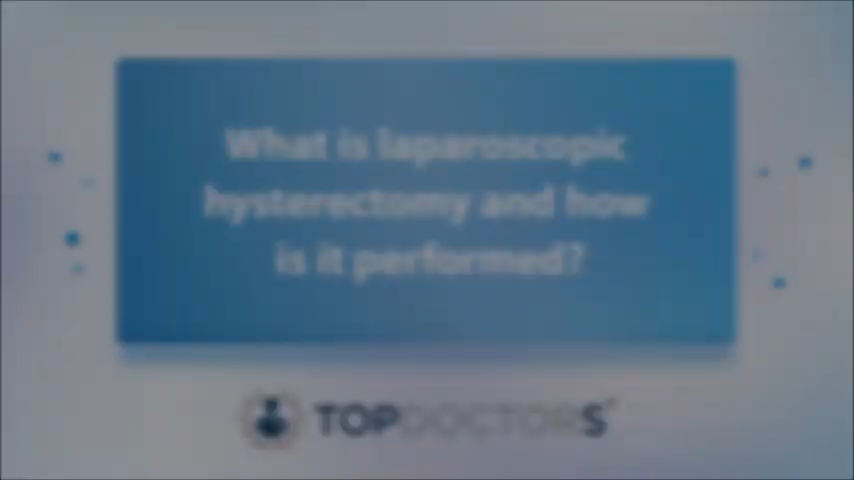 What is laparoscopic
hysterectomy and how
is it performed?
TOPDOCTORS